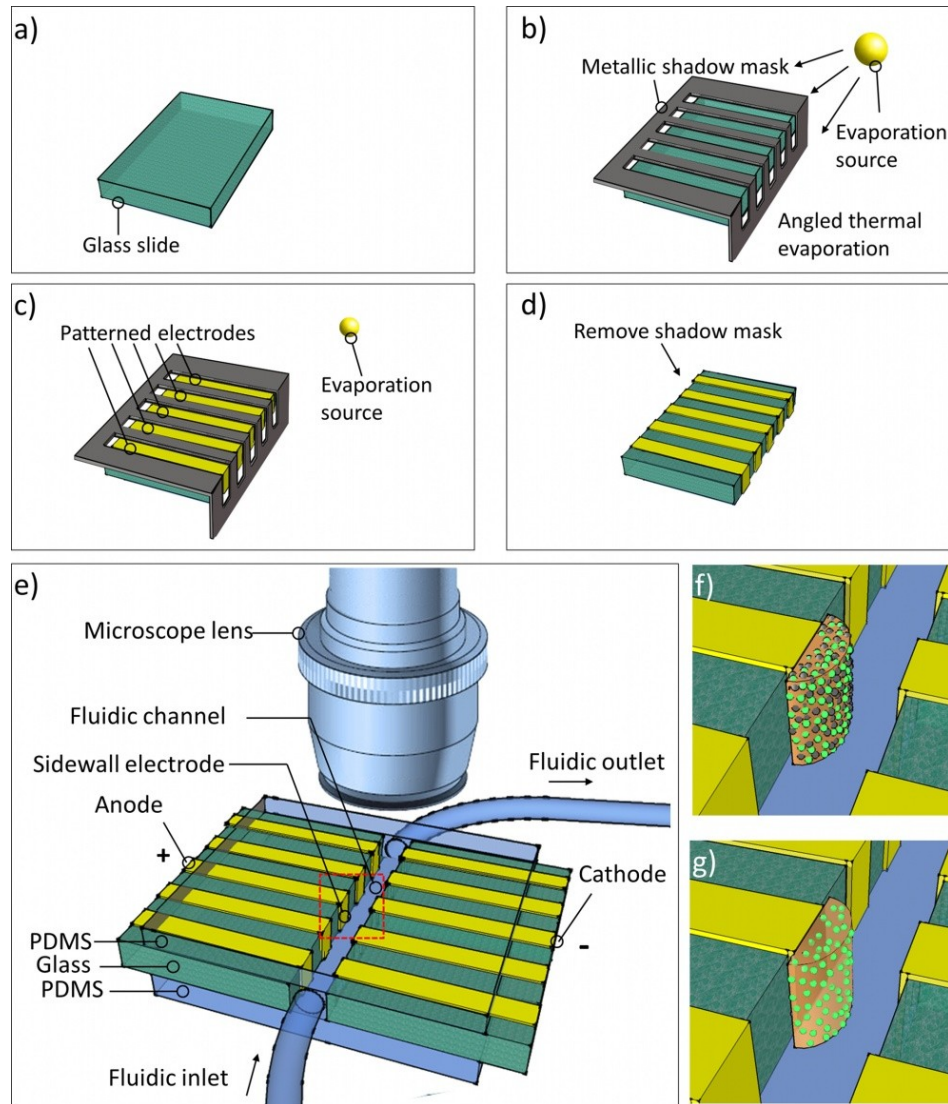 a)
Glass slide
b)
Metallic shadow mask
Evaporation
source
Angled thermal
evaporation
c)
Patterned electrodes
Evaporation
source
d)
Remove shadow mask
e)
Microscope lens
Fluidic channel
Sidewall electrode
Anode
+
Fluidic outlet
Cathode
-
PDMS
Glass
PDMS
Fluidic inlet
f)
g)